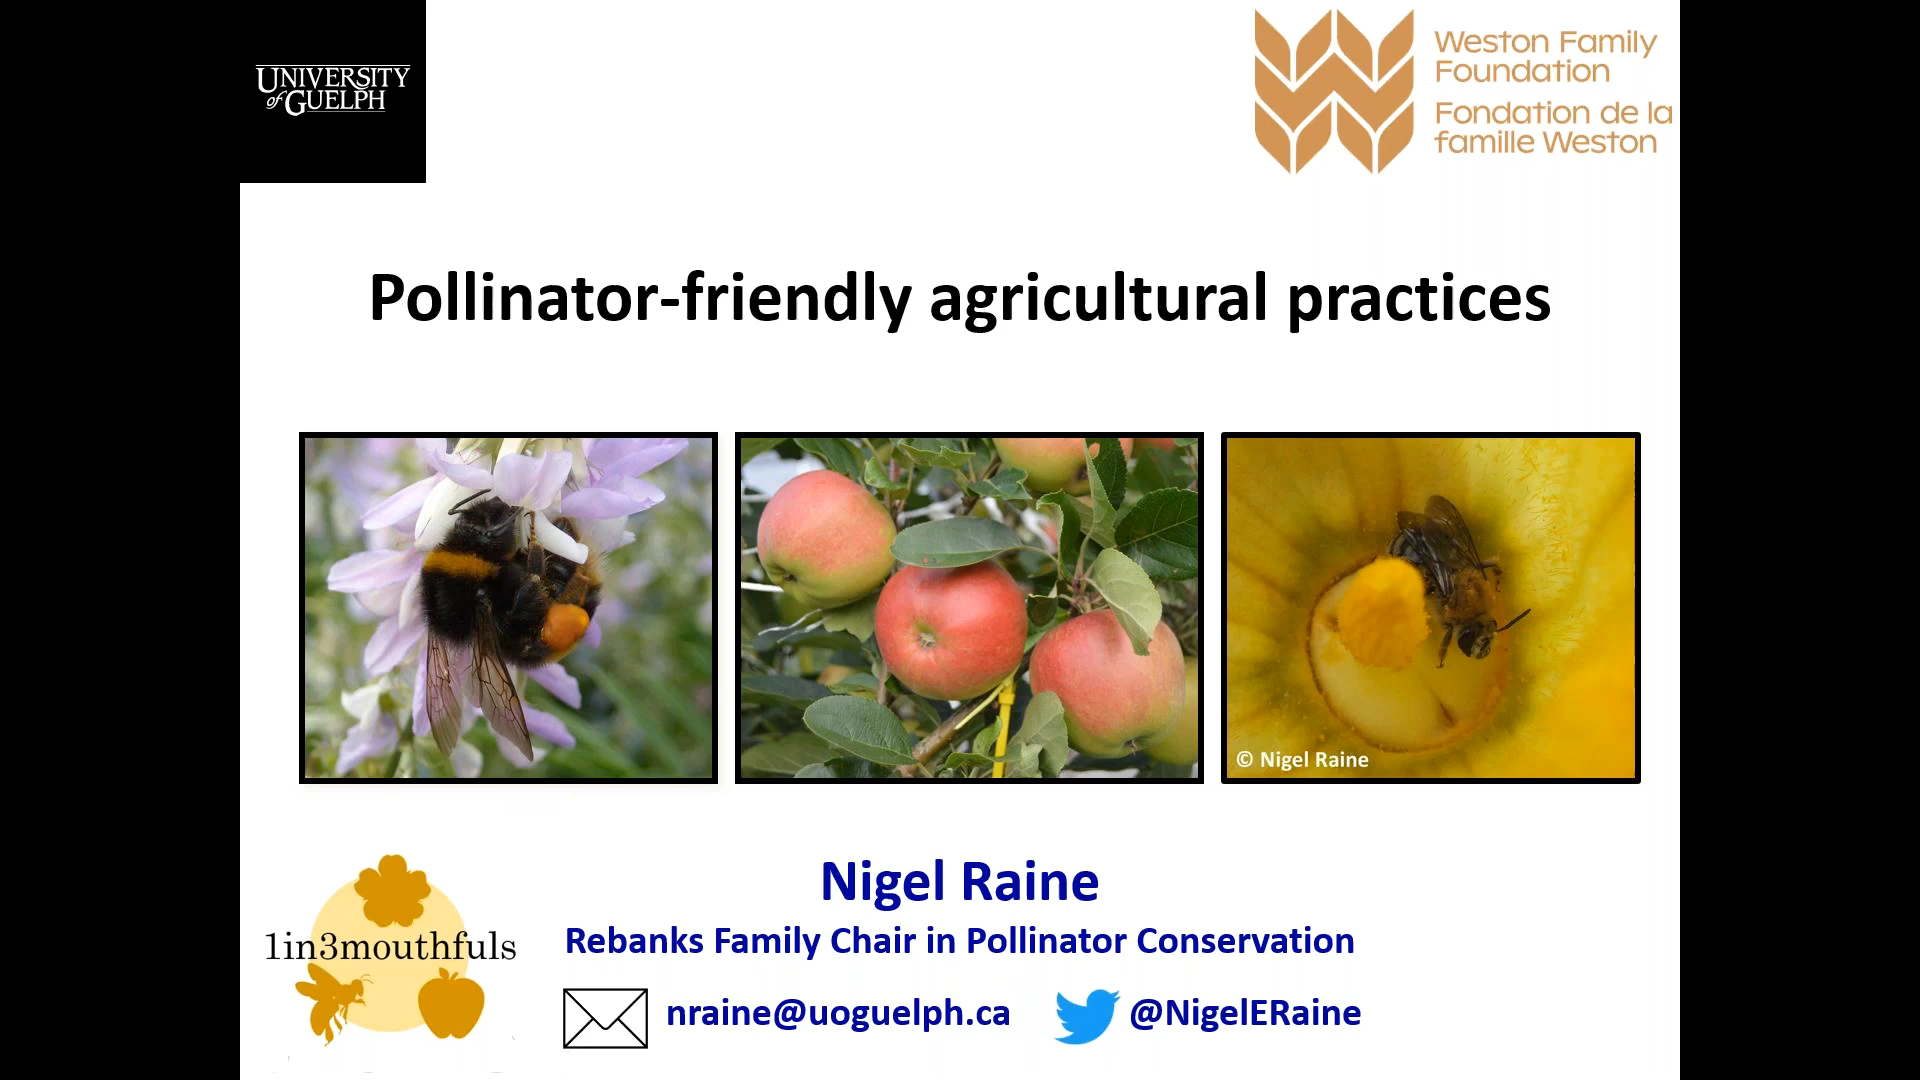 UNIVERSITY
of GUELPH
Weston Family
Foundation
Fondation de la
famille Weston
Pollinator-friendly agricultural practices
© Nigel Raine
Nigel Raine
1in3mouthfuls
Rebanks Family Chair in Pollinator Conservation
nraine@uoguelph.ca
@NigelERaine